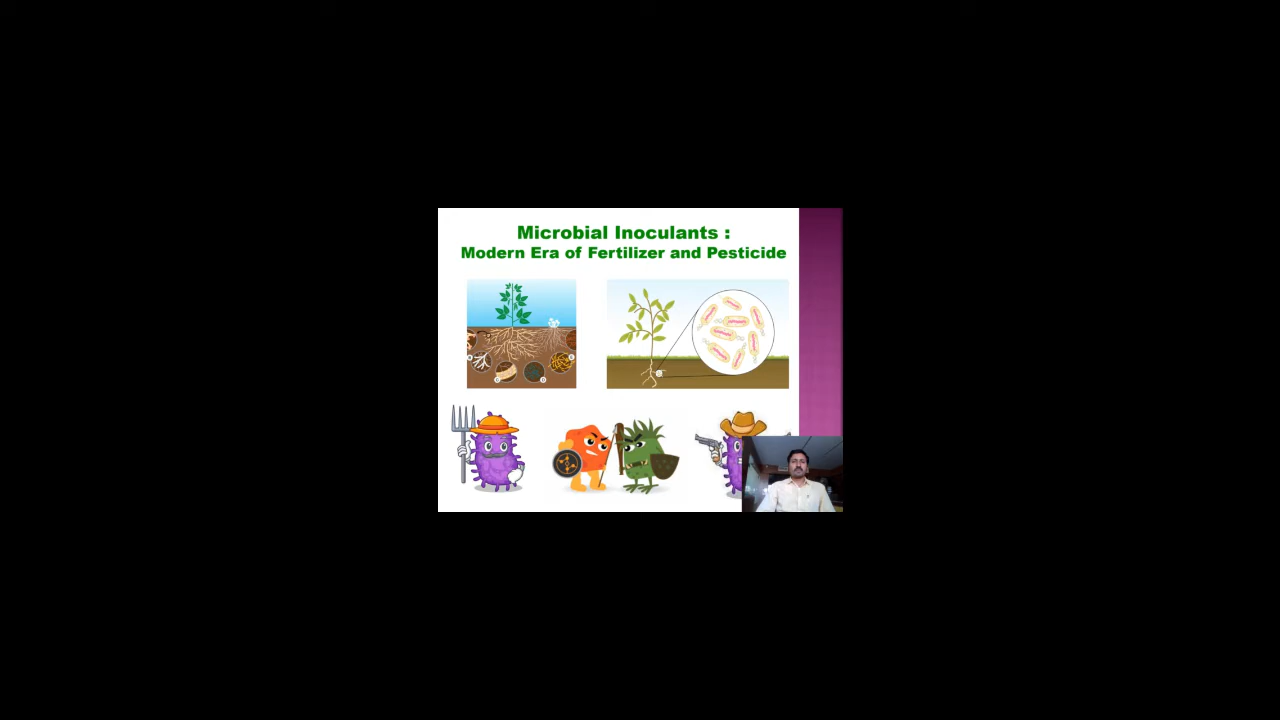 Microbial Inoculants :
Modern Era of Fertilizer and Pesticide